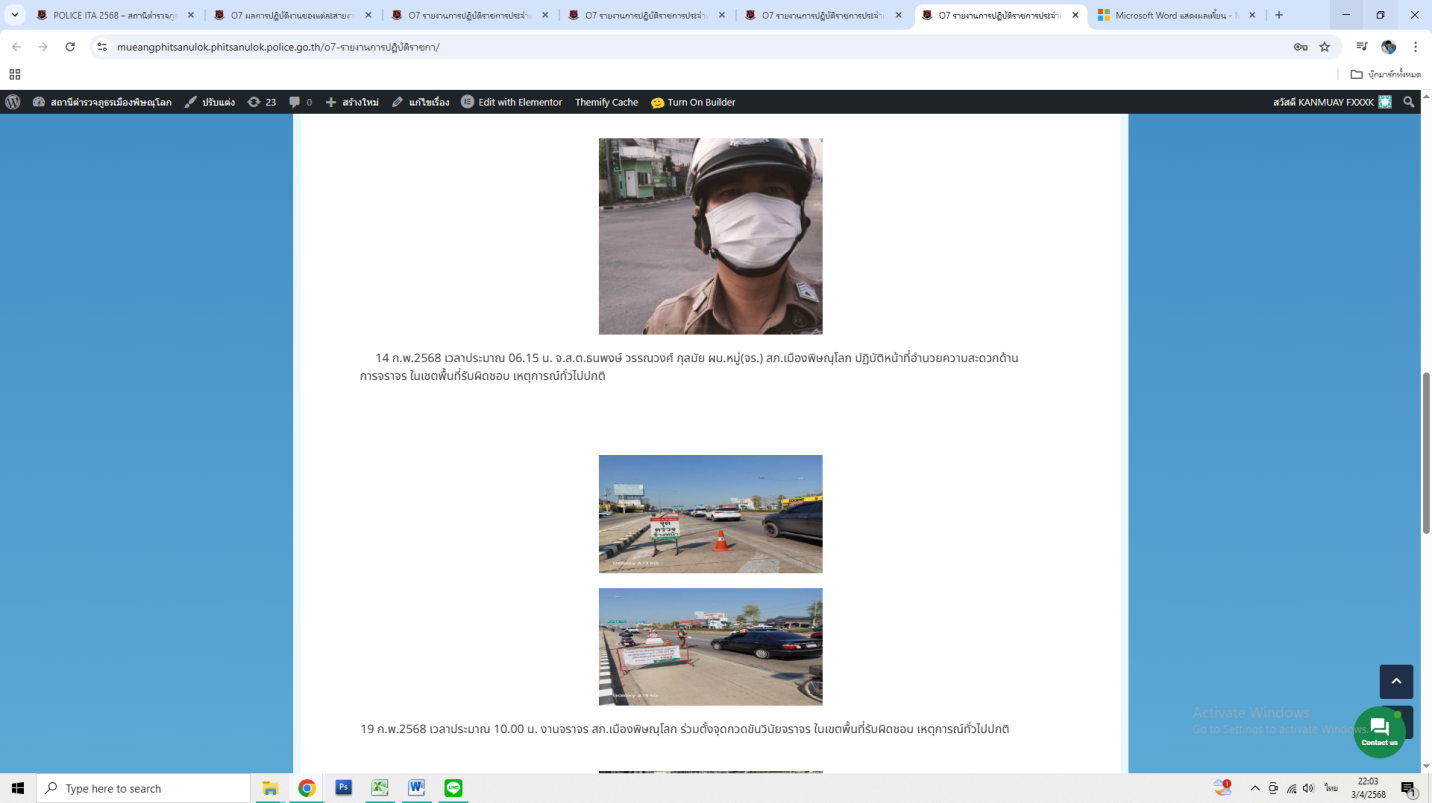 POLICE ITA 2568 – สถานีตำรวจภู
O7 ผลการปฏิบัติงานของแต่ละสายง
O7 รายงานการปฏิบัติราชการประจำเ
O7 รายงานการปฏิบัติราชการประจำเ
O7 รายงานการปฏิบัติราชการประจำเ
O7 รายงานการปฏิบัติราชการประจำเ
Microsoft Word แสดงผลเพี้ยน -
mueangphitsanulok.phitsanulok.police.go.th/o7-รายงานการปฏิบัติราชกา/
บุ๊กมาร์กทั้งหมด
สถานีตำรวจภูธรเมืองพิษณุโลก ปรับแต่ง 23 0 สร้างใหม่ แก้ไขเรื่อง Edit with Elementor Themify Cache Turn On Builder สวัสดี KANMUAY FXXXK
14 ก.พ.2568 เวลาประมาณ 06.15 น. จ.ส.ต.ธนพงษ์ วรรณวงศ์ กุลมัย ผบ.หมู่(จร.) สภ.เมืองพิษณุโลก ปฏิบัติหน้าที่อำนวยความสะดวกด้าน
การจราจร ในเขตพื้นที่รับผิดชอบ เหตุการณ์ทั่วไปปกติ
จุด
ตรวจ
ข้างหน้า
19 ก.พ.2568 เวลาประมาณ 10.00 น. งานจราจร สภ.เมืองพิษณุโลก ร่วมตั้งจุดกวดขันวินัยจราจร ในเขตพื้นที่รับผิดชอบ เหตุการณ์ทั่วไปปกติ
Activate Windows
Go to Settings to activate Windows.
Contact us
Type here to search
Ps
LINE
1
ไทย
22:03
3/4/2568
1